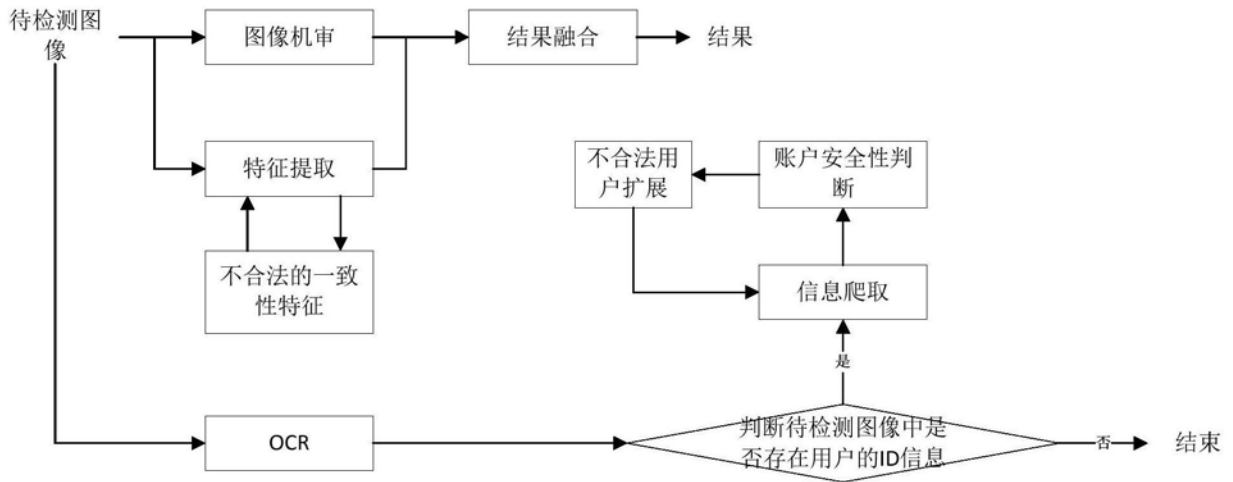 待检测图
像
图像机审
结果融合
结果
特征提取
不合法用
户扩展
账户安全性判
断
不合法的一致
性特征
信息爬取
是
OCR
判断待检测图像中是
否存在用户的ID信息
否
结束